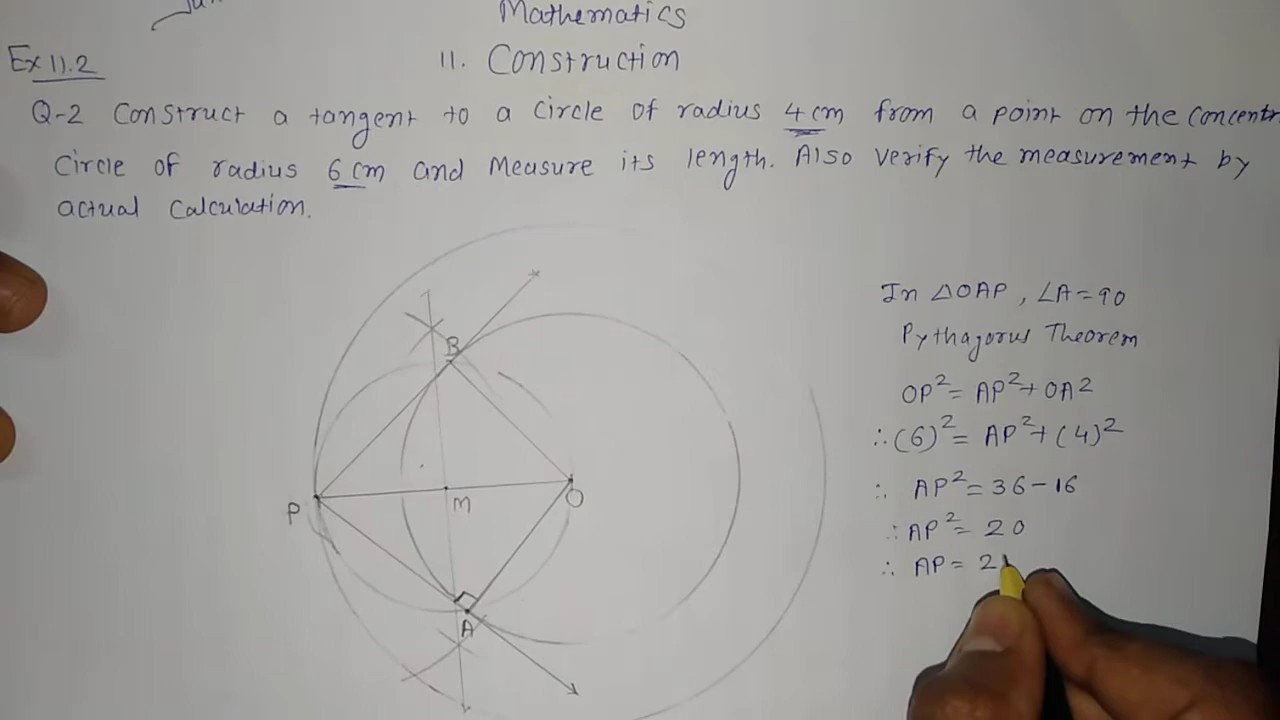 Mathematics
Ex 11.2
11. Construction
Q-2 Construct a tangent to a circle of radius 4 cm from a point on the concentr
circle of radius 6 cm and Measure its length. Also verify the measurement by
actual Calculation.
In △OAP, ∠A=90
Pythagorus Theorem
OP²= AP²+ OA²
∴(6)²= AP²+(4)²
∴ AP²=36-16
∴AP²= 20
∴ AP= 2
B
P
M
O
A